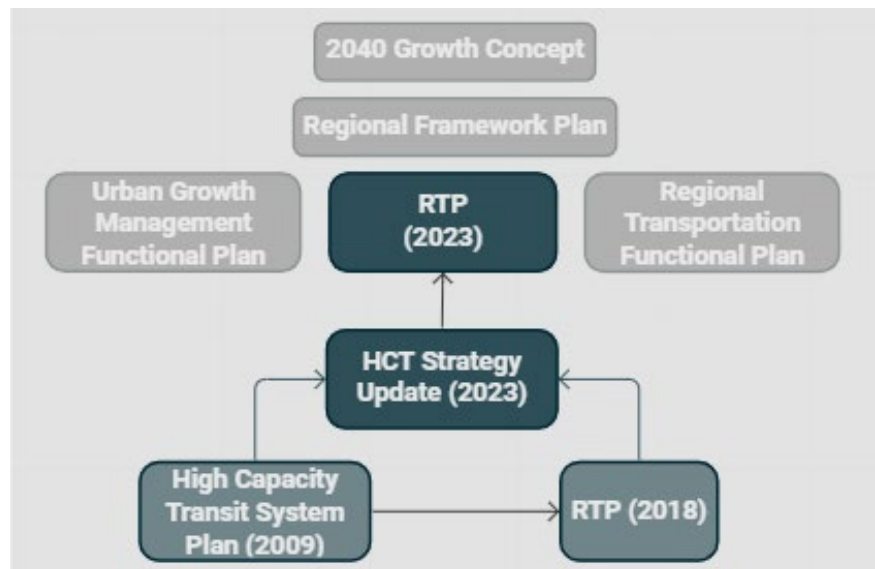 2040 Growth Concept
Regional Framework Plan
Urban Growth
Management
Functional Plan
RTP
(2023)
Regional
Transportation
Functional Plan
HCT Strategy
Update (2023)
High Capacity
Transit System
Plan (2009)
RTP (2018)